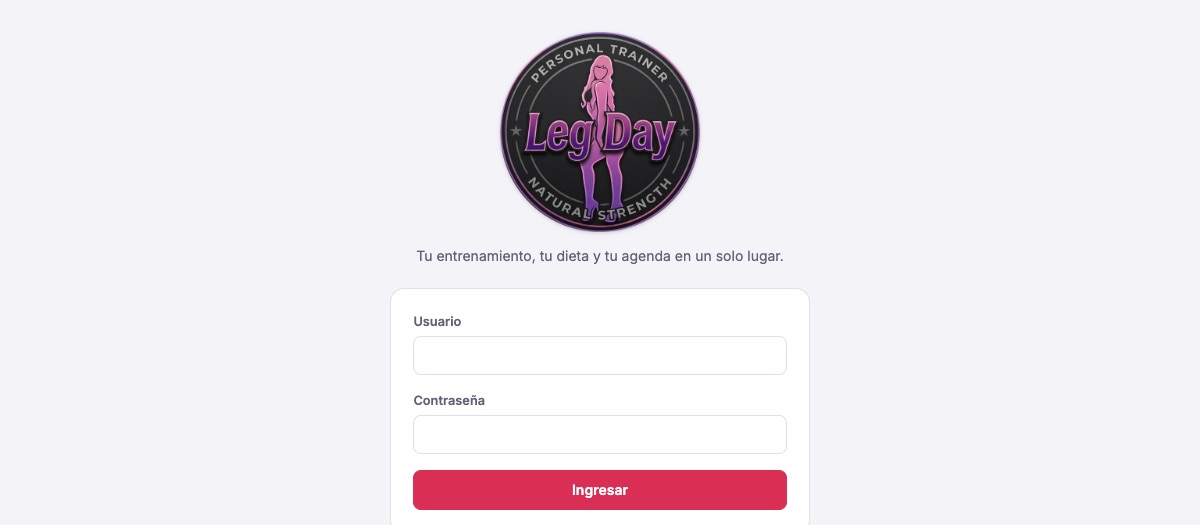 PERSONAL TRAINER
Leg Day
NATURAL STRENGTH
Tu entrenamiento, tu dieta y tu agenda en un solo lugar.
Usuario
Contraseña
Ingresar